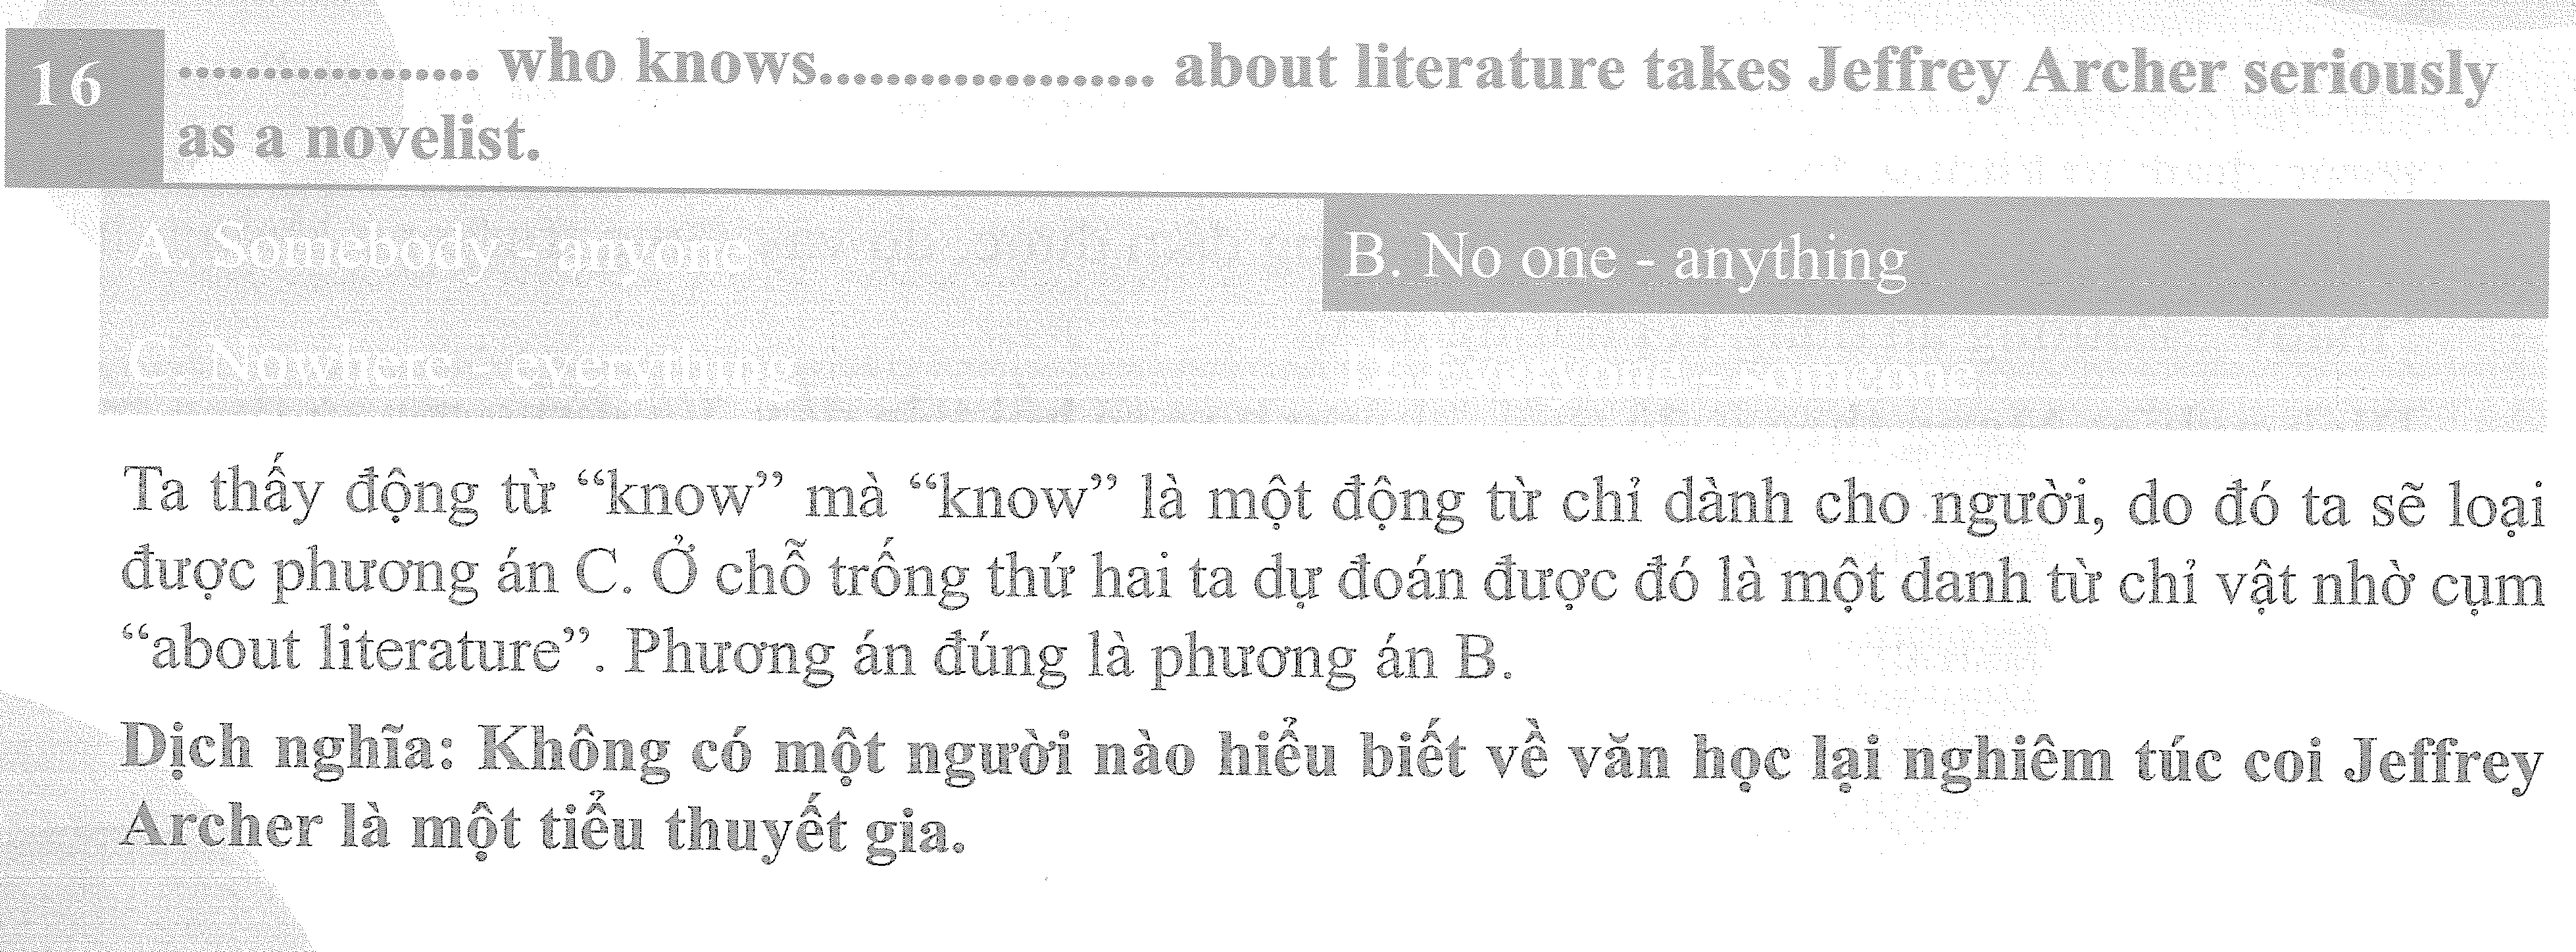 16 .................. who knows.................... about literature takes Jeffrey Archer seriously
as a novelist.
A. Somebody - anyone
B. No one - anything
C. Nowhere - everything
D. Everyone - someone
Ta thấy động từ “know” mà “know” là một động từ chỉ dành cho người, do đó ta sẽ loại
được phương án C. Ở chỗ trống thứ hai ta dự đoán được đó là một danh từ chỉ vật nhờ cụm
“about literature”. Phương án đúng là phương án B.
Dịch nghĩa: Không có một người nào hiểu biết về văn học lại nghiêm túc coi Jeffrey
Archer là một tiểu thuyết gia.